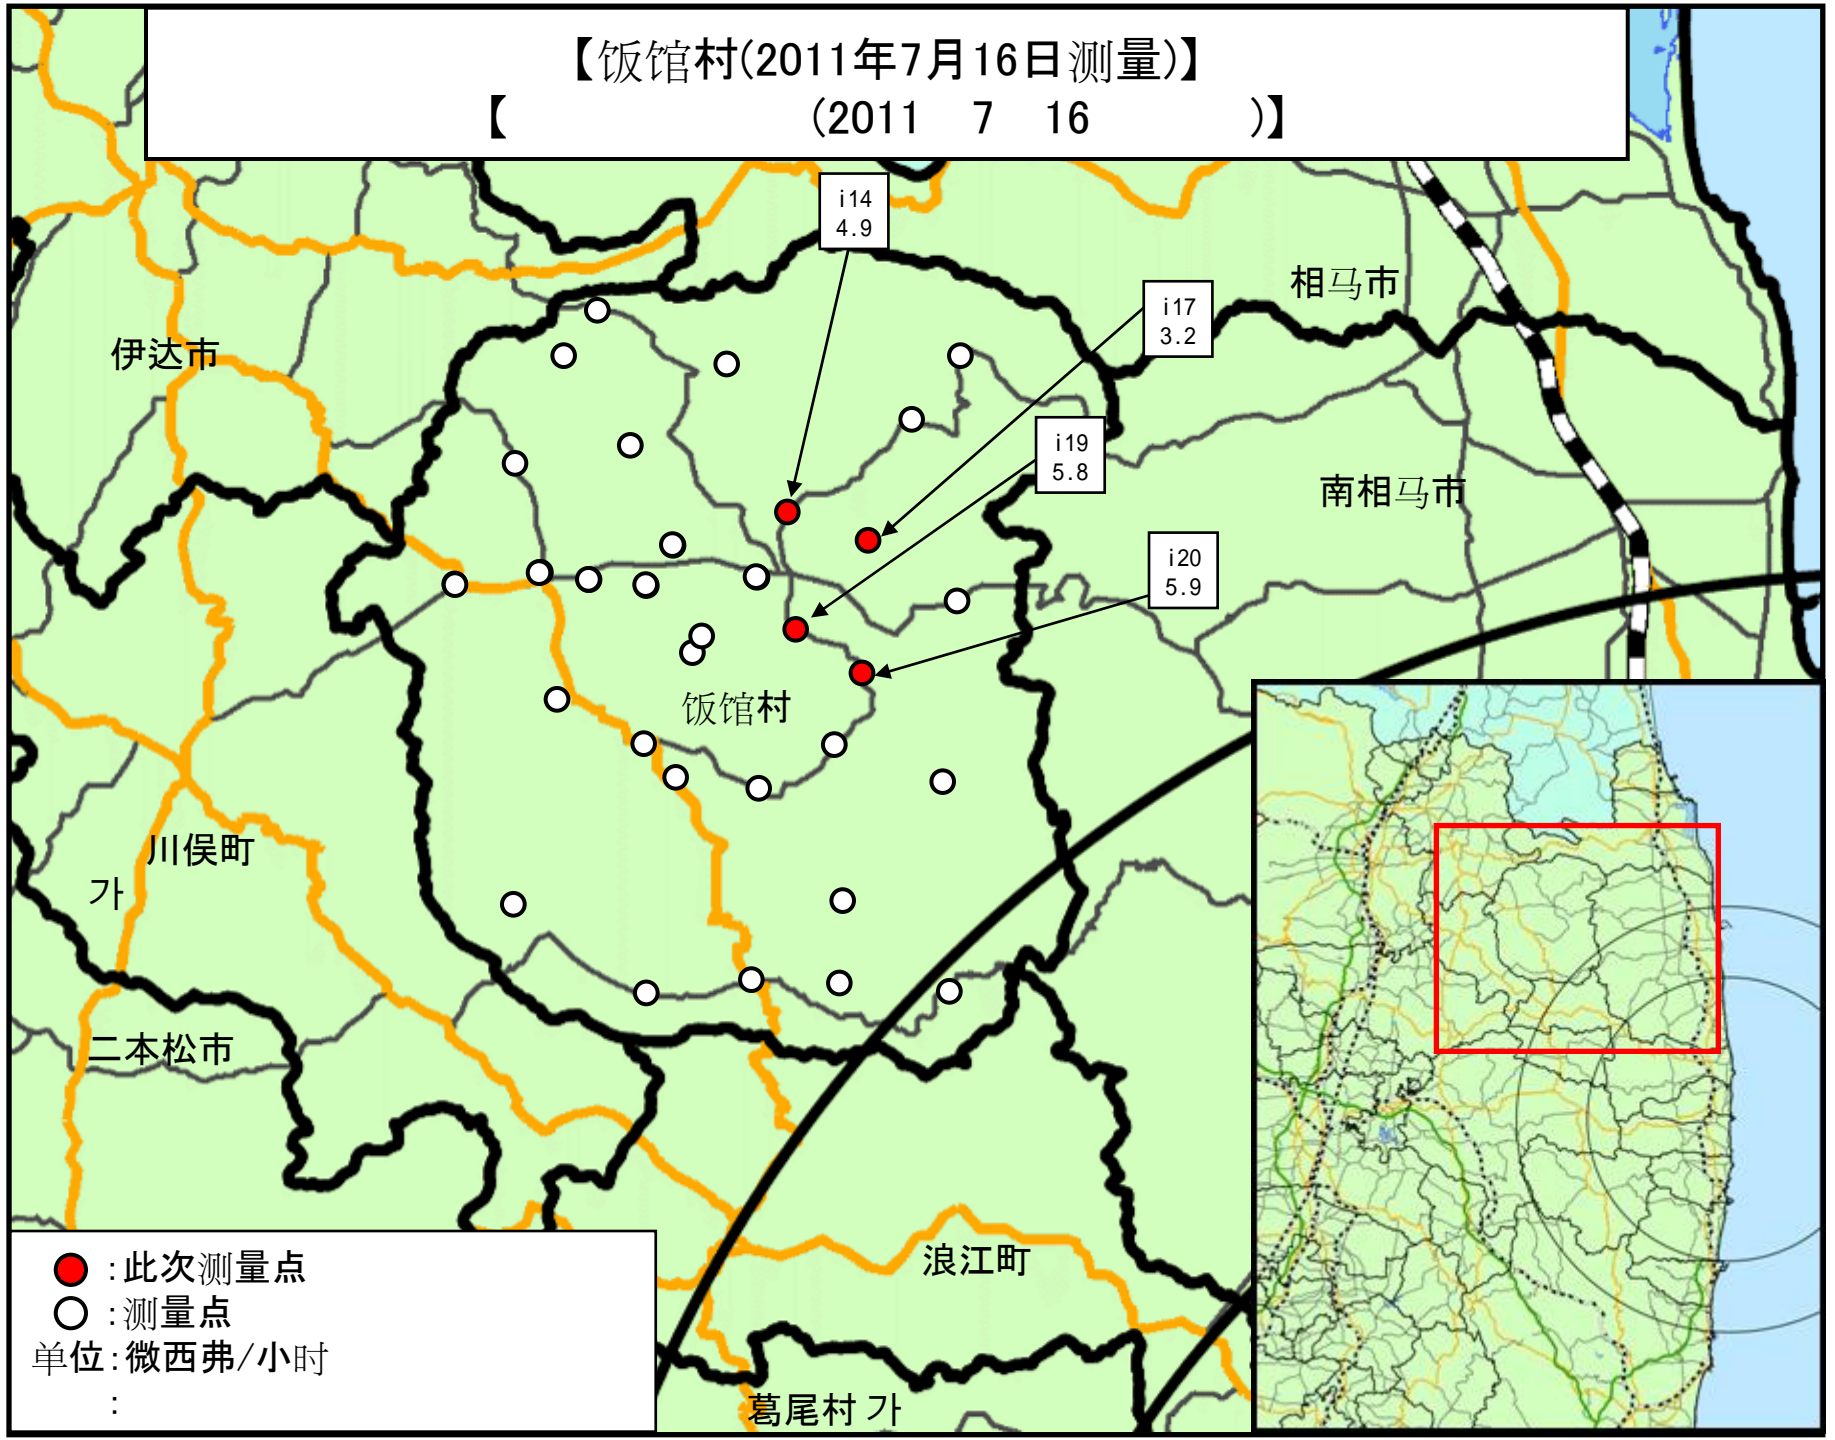 【饭馆村(2011年7月16日测量)】
【 (2011 7 16 )】
i14
4.9
i17
3.2
相马市
伊达市
i19
5.8
南相马市
i20
5.9
饭馆村
川俣町
가
二本松市
浪江町
:此次测量点
:测量点
单位:微西弗/小时
:
葛尾村 가